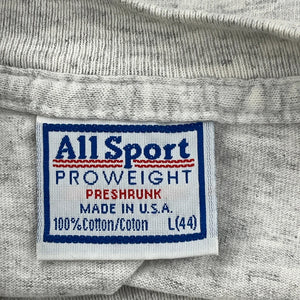 All Sport
PROWEIGHT
PRESHRUNK
MADE IN U.S.A.
100% Cotton/Coton L(44)